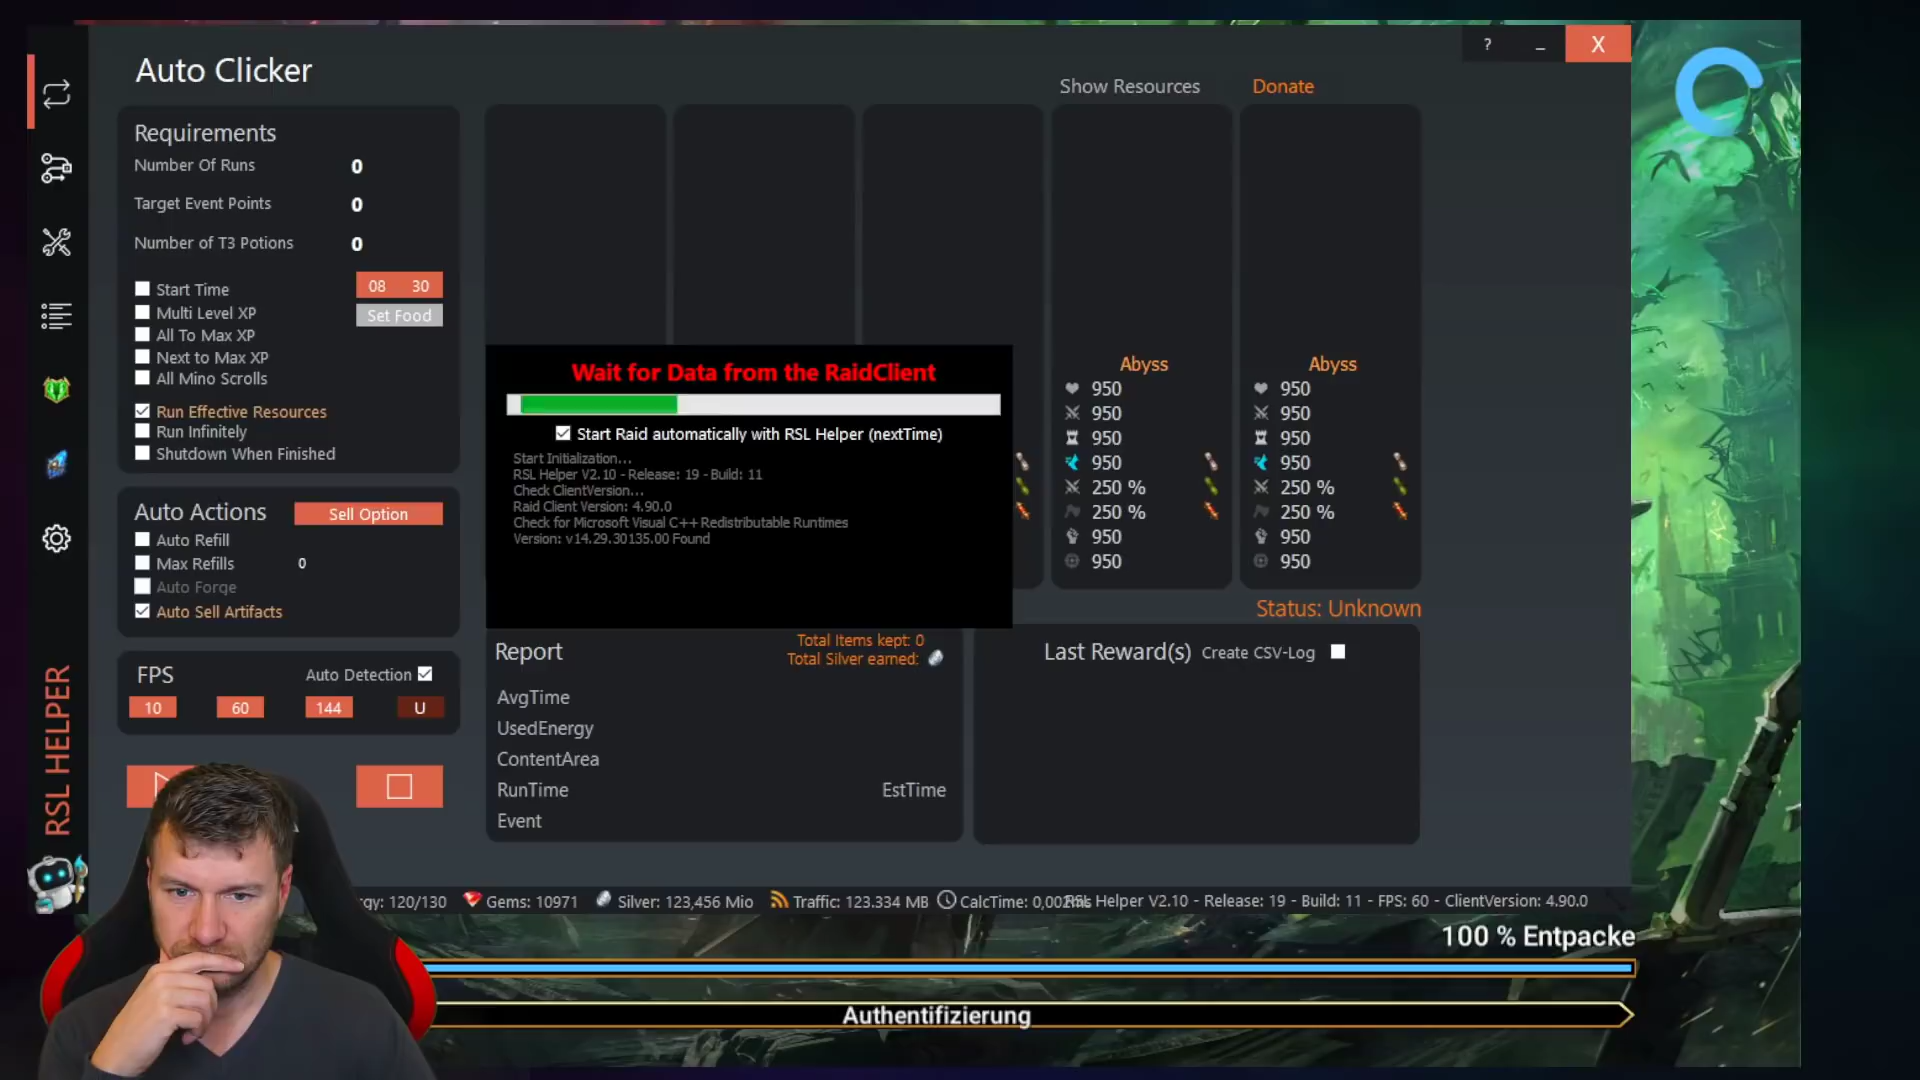 ? _ X
Auto Clicker
Show Resources Donate
Requirements
Number Of Runs 0
Target Event Points 0
Number of T3 Potions 0
Start Time 08 30
Multi Level XP Set Food
All To Max XP
Next to Max XP
All Mino Scrolls
Run Effective Resources
Run Infinitely
Shutdown When Finished
Auto Actions Sell Option
Auto Refill
Max Refills 0
Auto Forge
Auto Sell Artifacts
FPS Auto Detection
10 60 144 U
RSL HELPER
Wait for Data from the RaidClient
Start Raid automatically with RSL Helper (nextTime)
Start Initialization...
RSL Helper V2.10 - Release: 19 - Build: 11
Check ClientVersion...
Raid Client Version: 4.90.0
Check for Microsoft Visual C++ Redistributable Runtimes
Version: v14.29.30135.00 Found
Abyss Abyss
950 950
950 950
950 950
950 950
250 % 250 %
250 % 250 %
950 950
950 950
Status: Unknown
Report
Total Items kept: 0
Total Silver earned:
AvgTime
UsedEnergy
ContentArea
RunTime EstTime
Event
Last Reward(s) Create CSV-Log
gy: 120/130 Gems: 10971 Silver: 123,456 Mio Traffic: 123.334 MB CalcTime: Helper V2.10 - Release: 19 - Build: 11 - FPS: 60 - ClientVersion: 4.90.0
100 % Entpacke
Authentifizierung